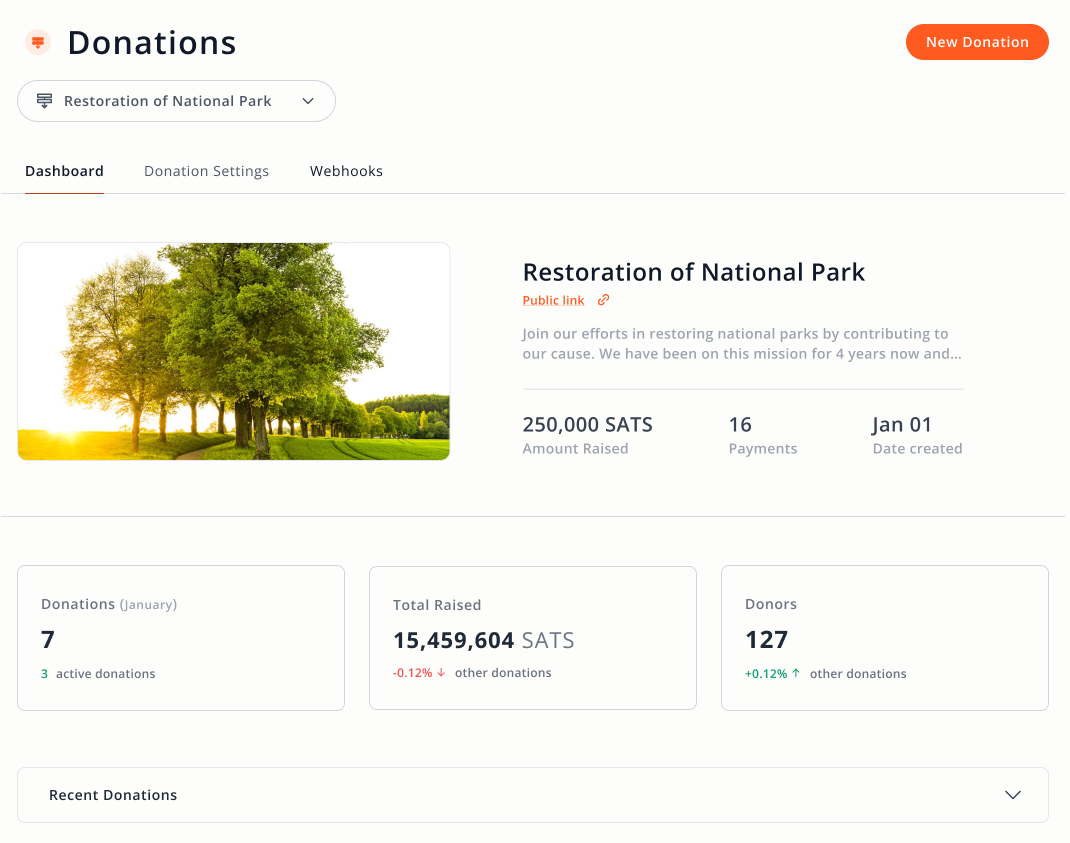 Donations
New Donation
Restoration of National Park
Dashboard
Donation Settings
Webhooks
Restoration of National Park
Public link
Join our efforts in restoring national parks by contributing to
our cause. We have been on this mission for 4 years now and...
250,000 SATS
Amount Raised
16
Payments
Jan 01
Date created
Donations (January)
7
3 active donations
Total Raised
15,459,604 SATS
-0.12% ↓ other donations
Donors
127
+0.12% ↑ other donations
Recent Donations